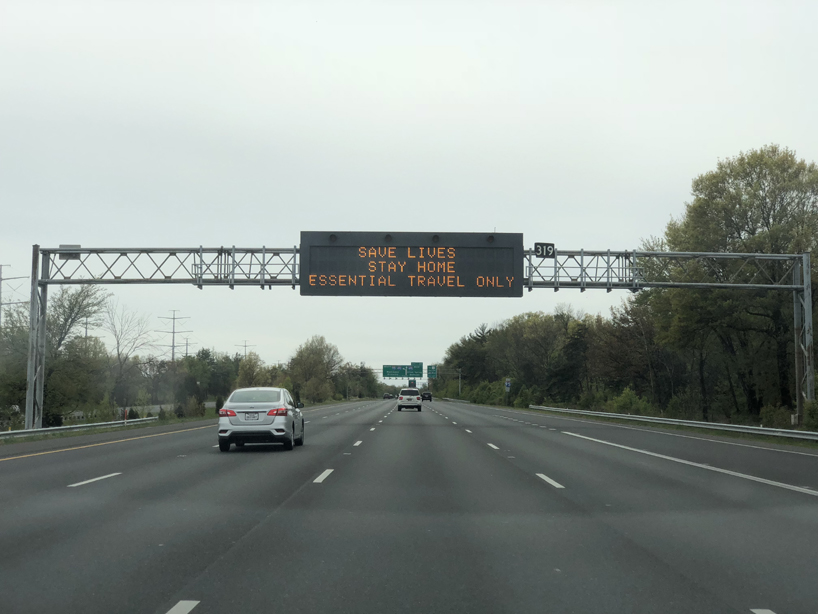 SAVE LIVES
STAY HOME
ESSENTIAL TRAVEL ONLY
319